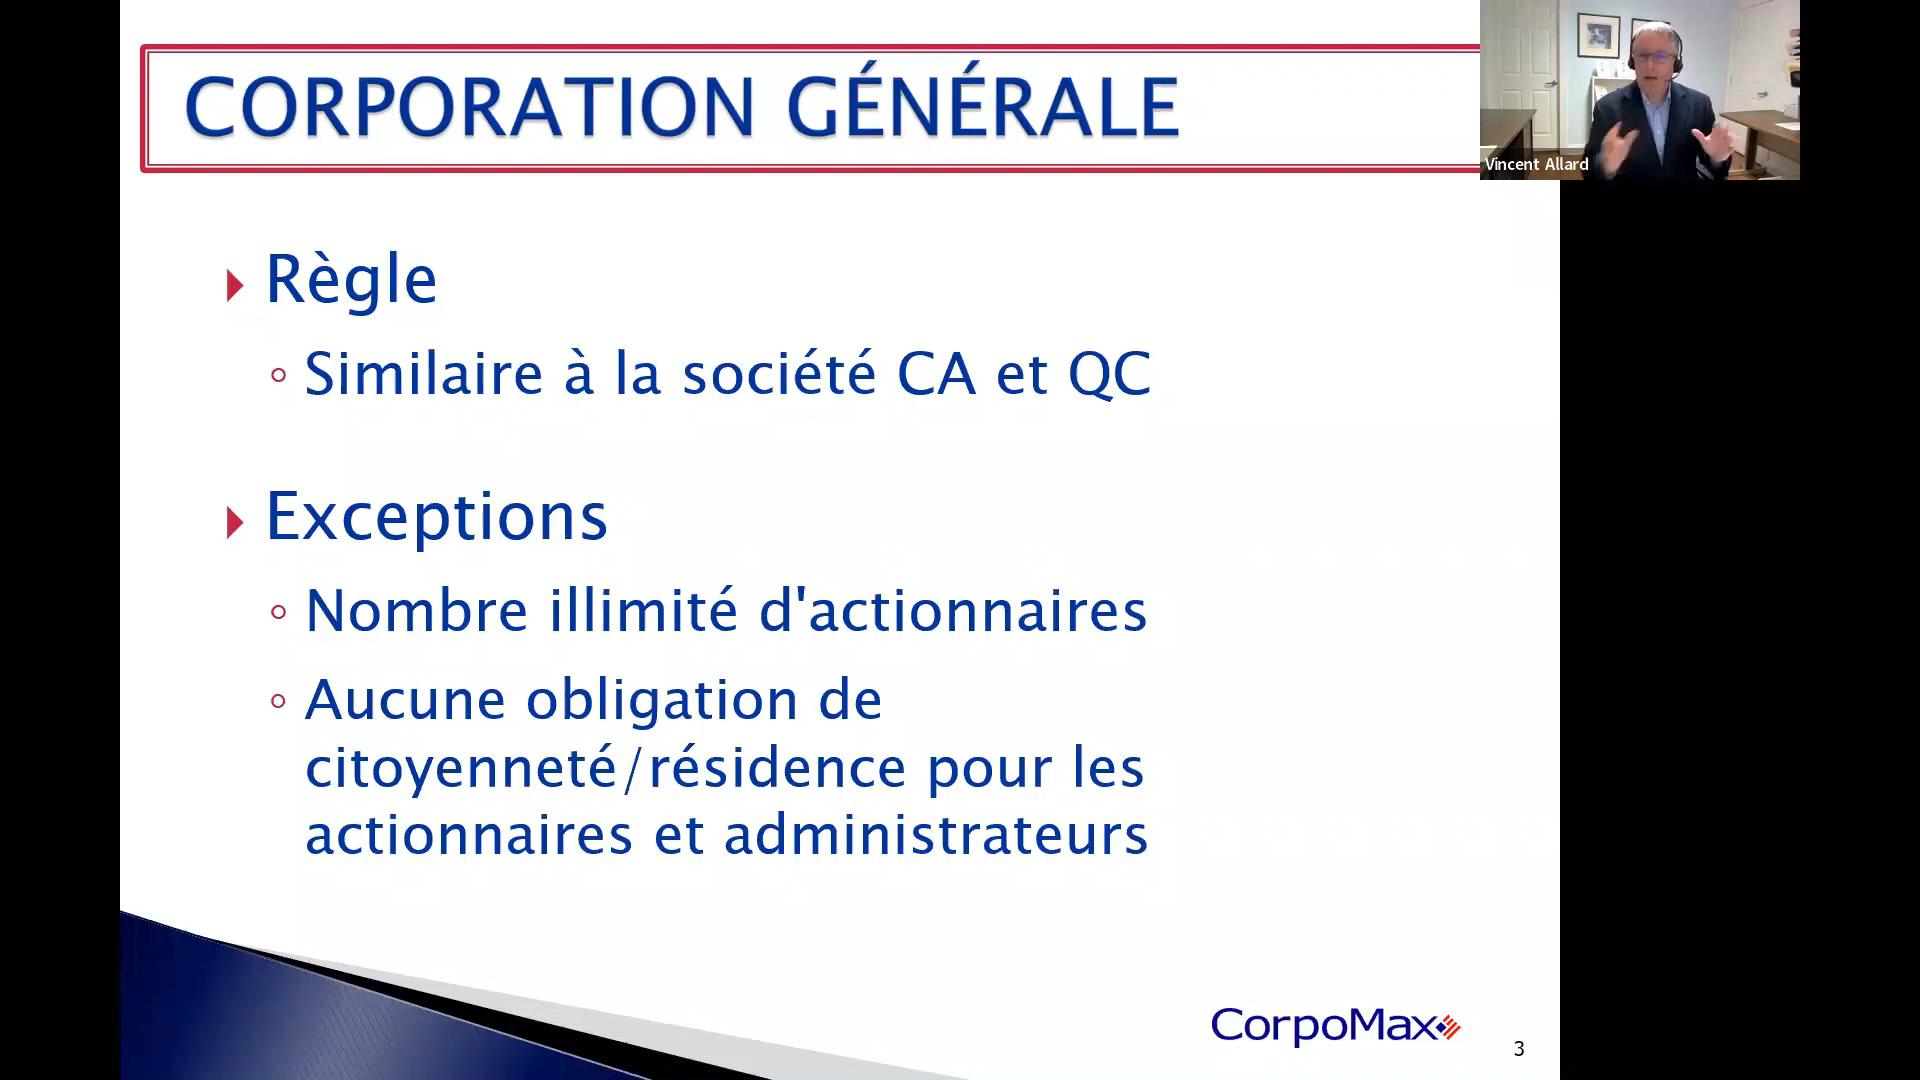 CORPORATION GÉNÉRALE
Vincent Allard
Règle
Similaire à la société CA et QC
Exceptions
Nombre illimité d'actionnaires
Aucune obligation de
citoyenneté/résidence pour les
actionnaires et administrateurs
CorpoMax
3